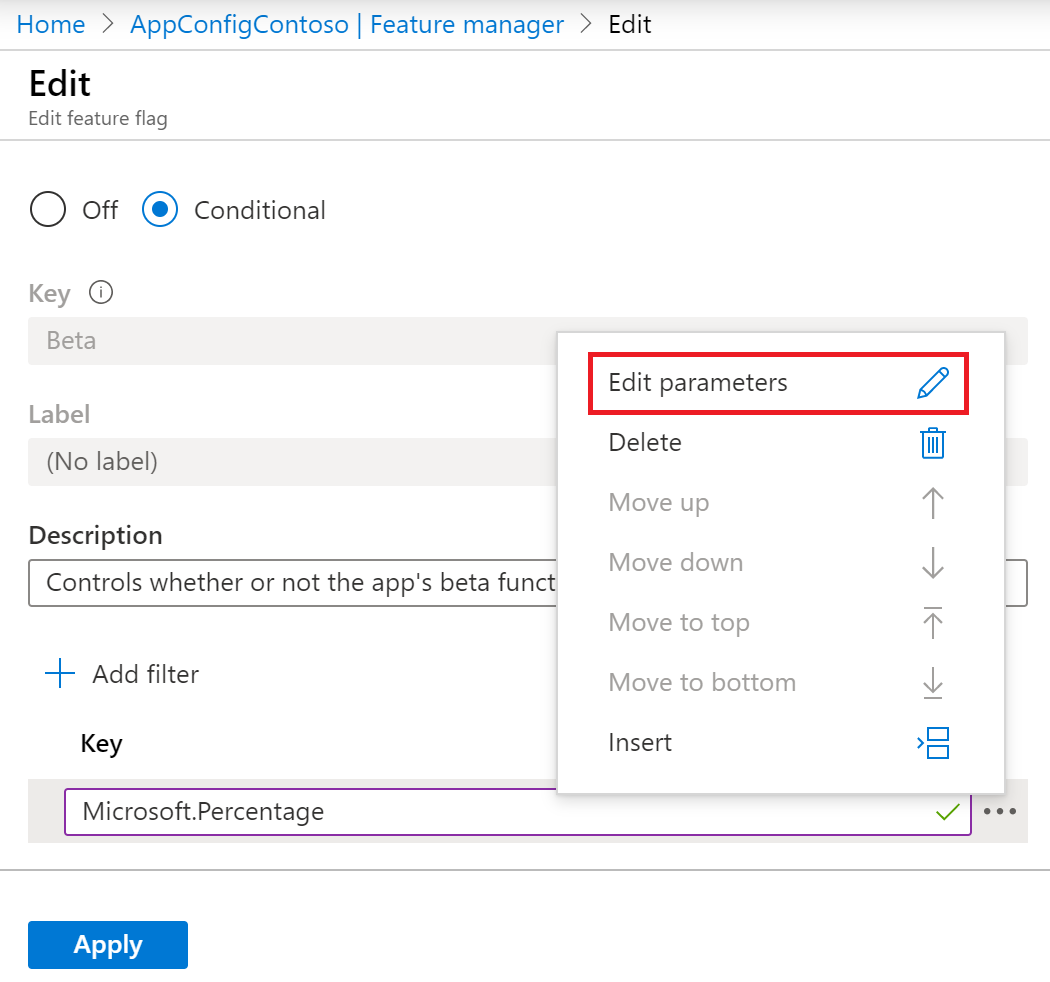 Home > AppConfigContoso | Feature manager > Edit
Edit
Edit feature flag
Off Conditional
Key
Beta
Label
(No label)
Description
Controls whether or not the app's beta funct
Add filter
Key
Microsoft.Percentage
Edit parameters
Delete
Move up
Move down
Move to top
Move to bottom
Insert
Apply